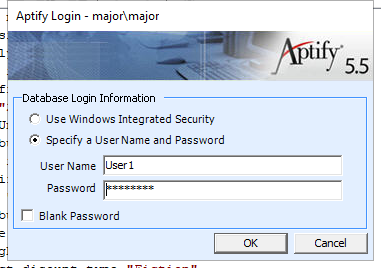 Aptify Login - major\major
Aptify® 5.5
Database Login Information
Use Windows Integrated Security
Specify a User Name and Password
User Name User1
Password ********
Blank Password
OK Cancel